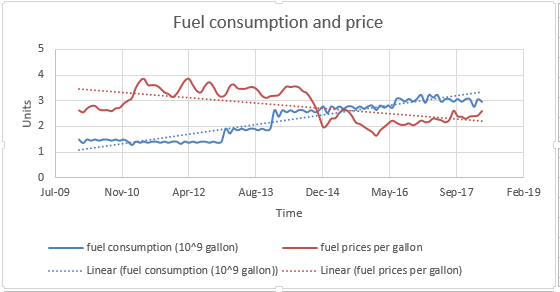 Fuel consumption and price
5
4
3
2
1
0
Units
Jul-09 Nov-10 Apr-12 Aug-13 Dec-14 May-16 Sep-17 Feb-19
Time
fuel consumption (10^9 gallon) fuel prices per gallon
Linear (fuel consumption (10^9 gallon)) Linear (fuel prices per gallon)